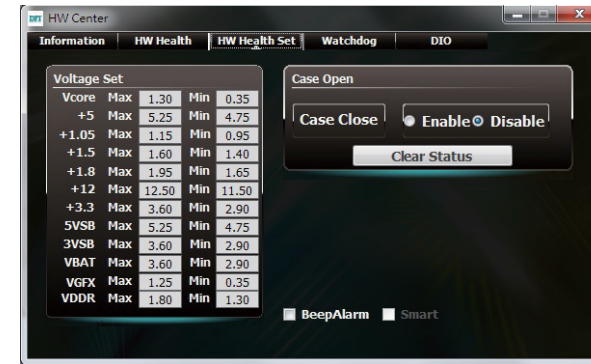 DFI HW Center
Information HW Health HW Health Set Watchdog DIO
Voltage Set
Vcore Max 1.30 Min 0.35
+5 Max 5.25 Min 4.75
+1.05 Max 1.15 Min 0.95
+1.5 Max 1.60 Min 1.40
+1.8 Max 1.95 Min 1.65
+12 Max 12.50 Min 11.50
+3.3 Max 3.60 Min 2.90
5VSB Max 5.25 Min 4.75
3VSB Max 3.60 Min 2.90
VBAT Max 3.60 Min 2.90
VGFX Max 1.25 Min 0.35
VDDR Max 1.80 Min 1.30
Case Open
Case Close Enable Disable
Clear Status
BeepAlarm Smart